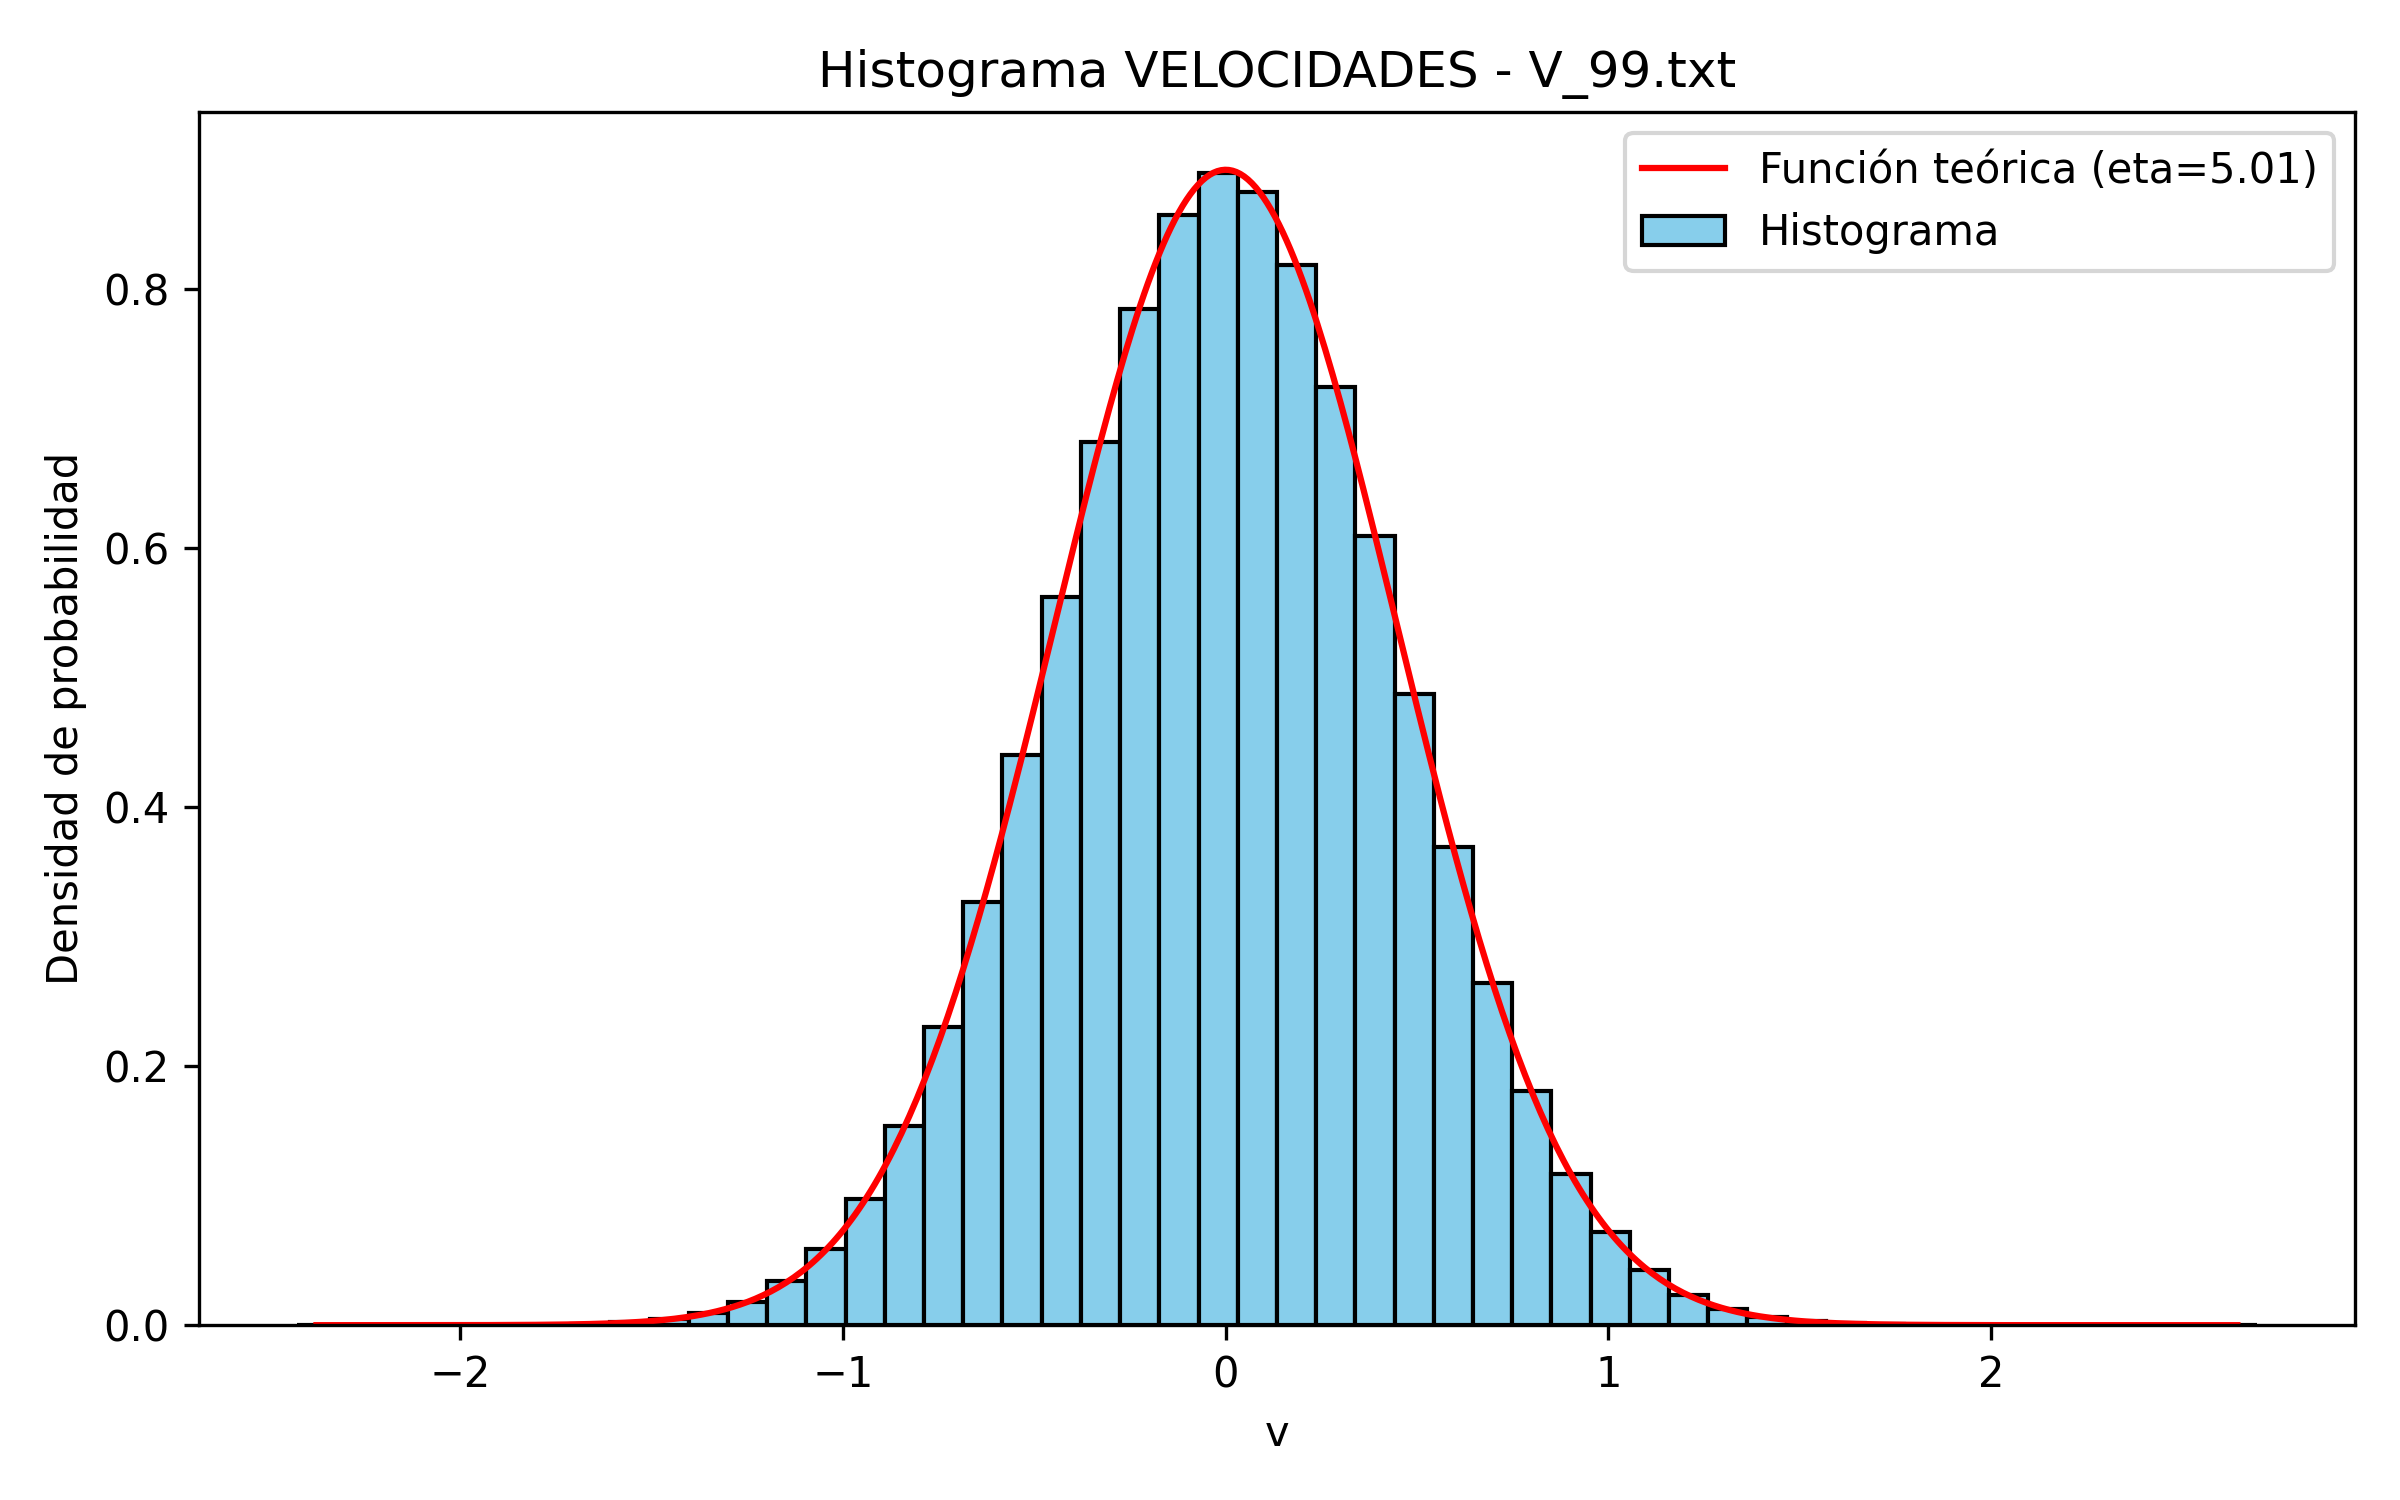 Histograma VELOCIDADES - V_99.txt
Función teórica (eta=5.01)
Histograma
Densidad de probabilidad
0.8
0.6
0.4
0.2
0.0
−2
−1
0
1
2
v